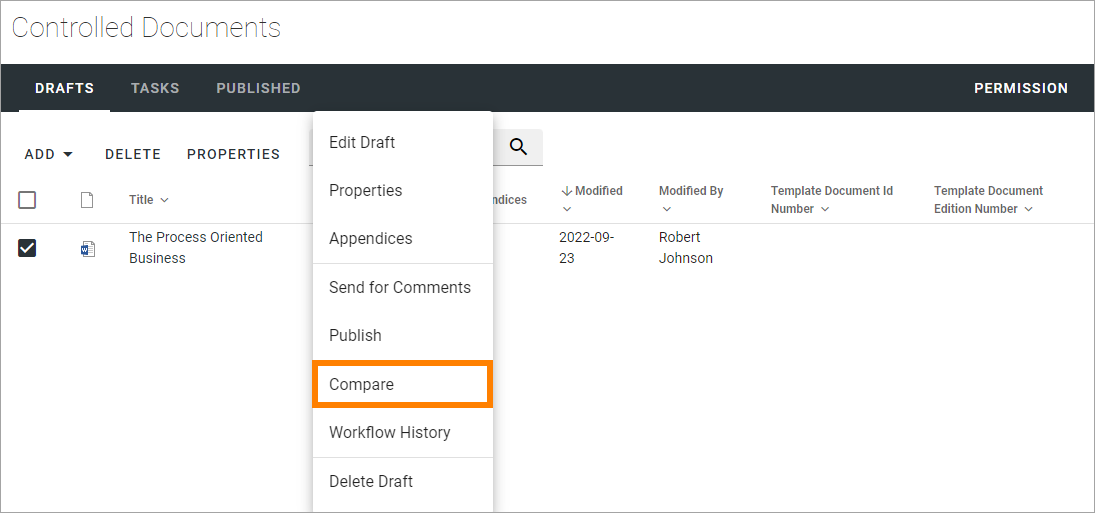 Controlled Documents
DRAFTS TASKS PUBLISHED PERMISSION
ADD DELETE PROPERTIES
Title
Modified
Modified By
Template Document Id
Number
Template Document
Edition Number
The Process Oriented
Business
2022-09-
23
Robert
Johnson
Edit Draft
Properties
Appendices
Send for Comments
Publish
Compare
Workflow History
Delete Draft